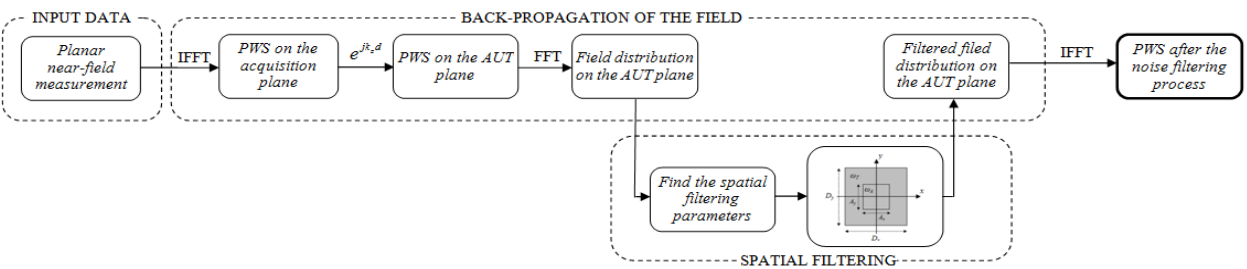 INPUT DATA
BACK-PROPAGATION OF THE FIELD
Planar
near-field
measurement
IFFT
PWS on the
acquisition
plane
e^{jk_z d}
PWS on the AUT
plane
FFT
Field distribution
on the AUT plane
Filtered filed
distribution on
the AUT plane
IFFT
PWS after the
noise filtering
process
Find the spatial
filtering
parameters
y
x
D_y
A_y
SPATIAL FILTERING